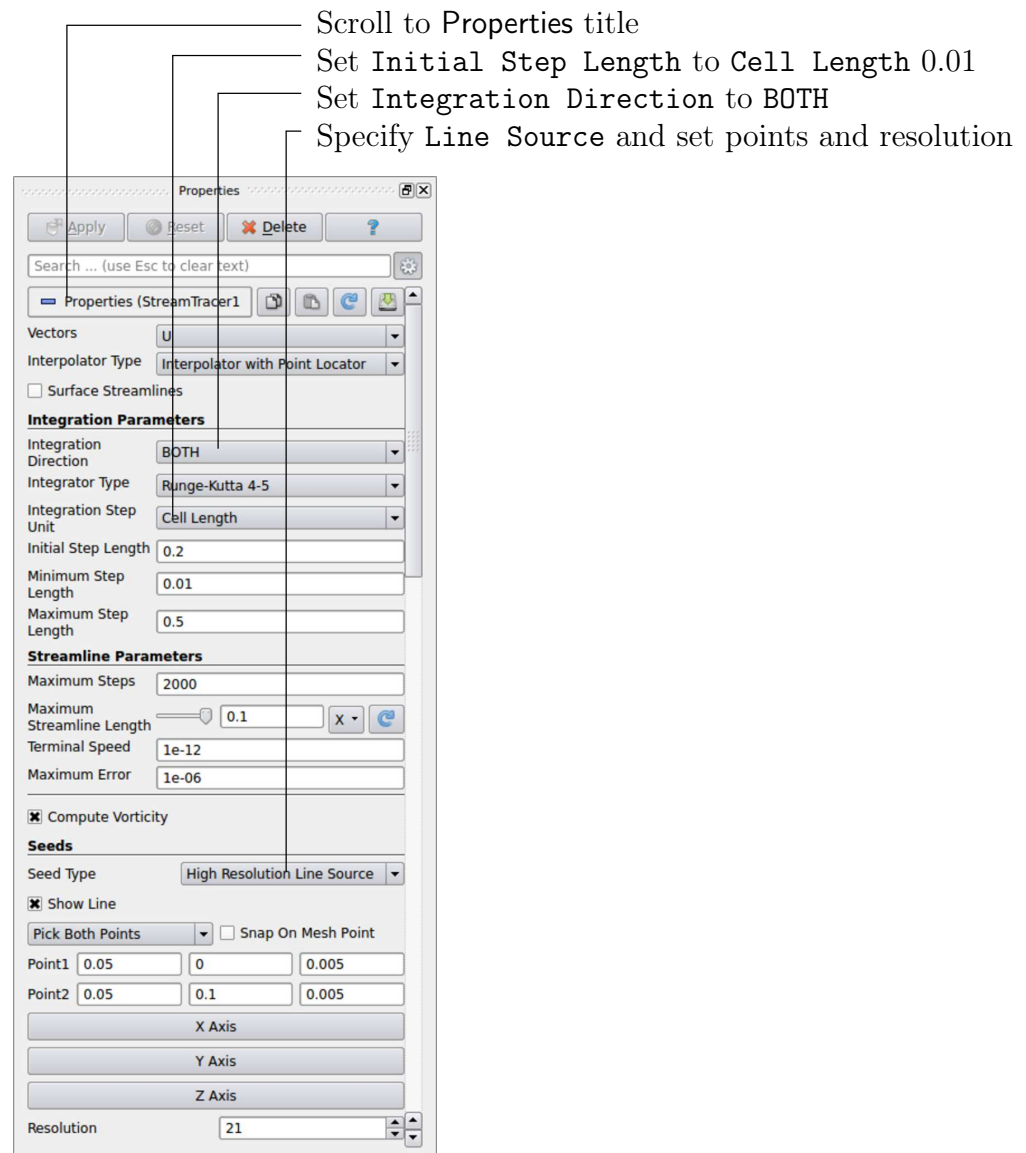 Scroll to Properties title
Set Initial Step Length to Cell Length 0.01
Set Integration Direction to BOTH
Specify Line Source and set points and resolution
Properties
Apply Reset Delete ?
Search ... (use Esc to clear text)
Properties (StreamTracer1
Vectors U
Interpolator Type Interpolator with Point Locator
Surface Streamlines
Integration Parameters
Integration
Direction BOTH
Integrator Type Runge-Kutta 4-5
Integration Step
Unit Cell Length
Initial Step Length 0.2
Minimum Step
Length 0.01
Maximum Step
Length 0.5
Streamline Parameters
Maximum Steps 2000
Maximum
Streamline Length 0.1 X
Terminal Speed 1e-12
Maximum Error 1e-06
Compute Vorticity
Seeds
Seed Type High Resolution Line Source
Show Line
Pick Both Points Snap On Mesh Point
Point1 0.05 0 0.005
Point2 0.05 0.1 0.005
X Axis
Y Axis
Z Axis
Resolution 21